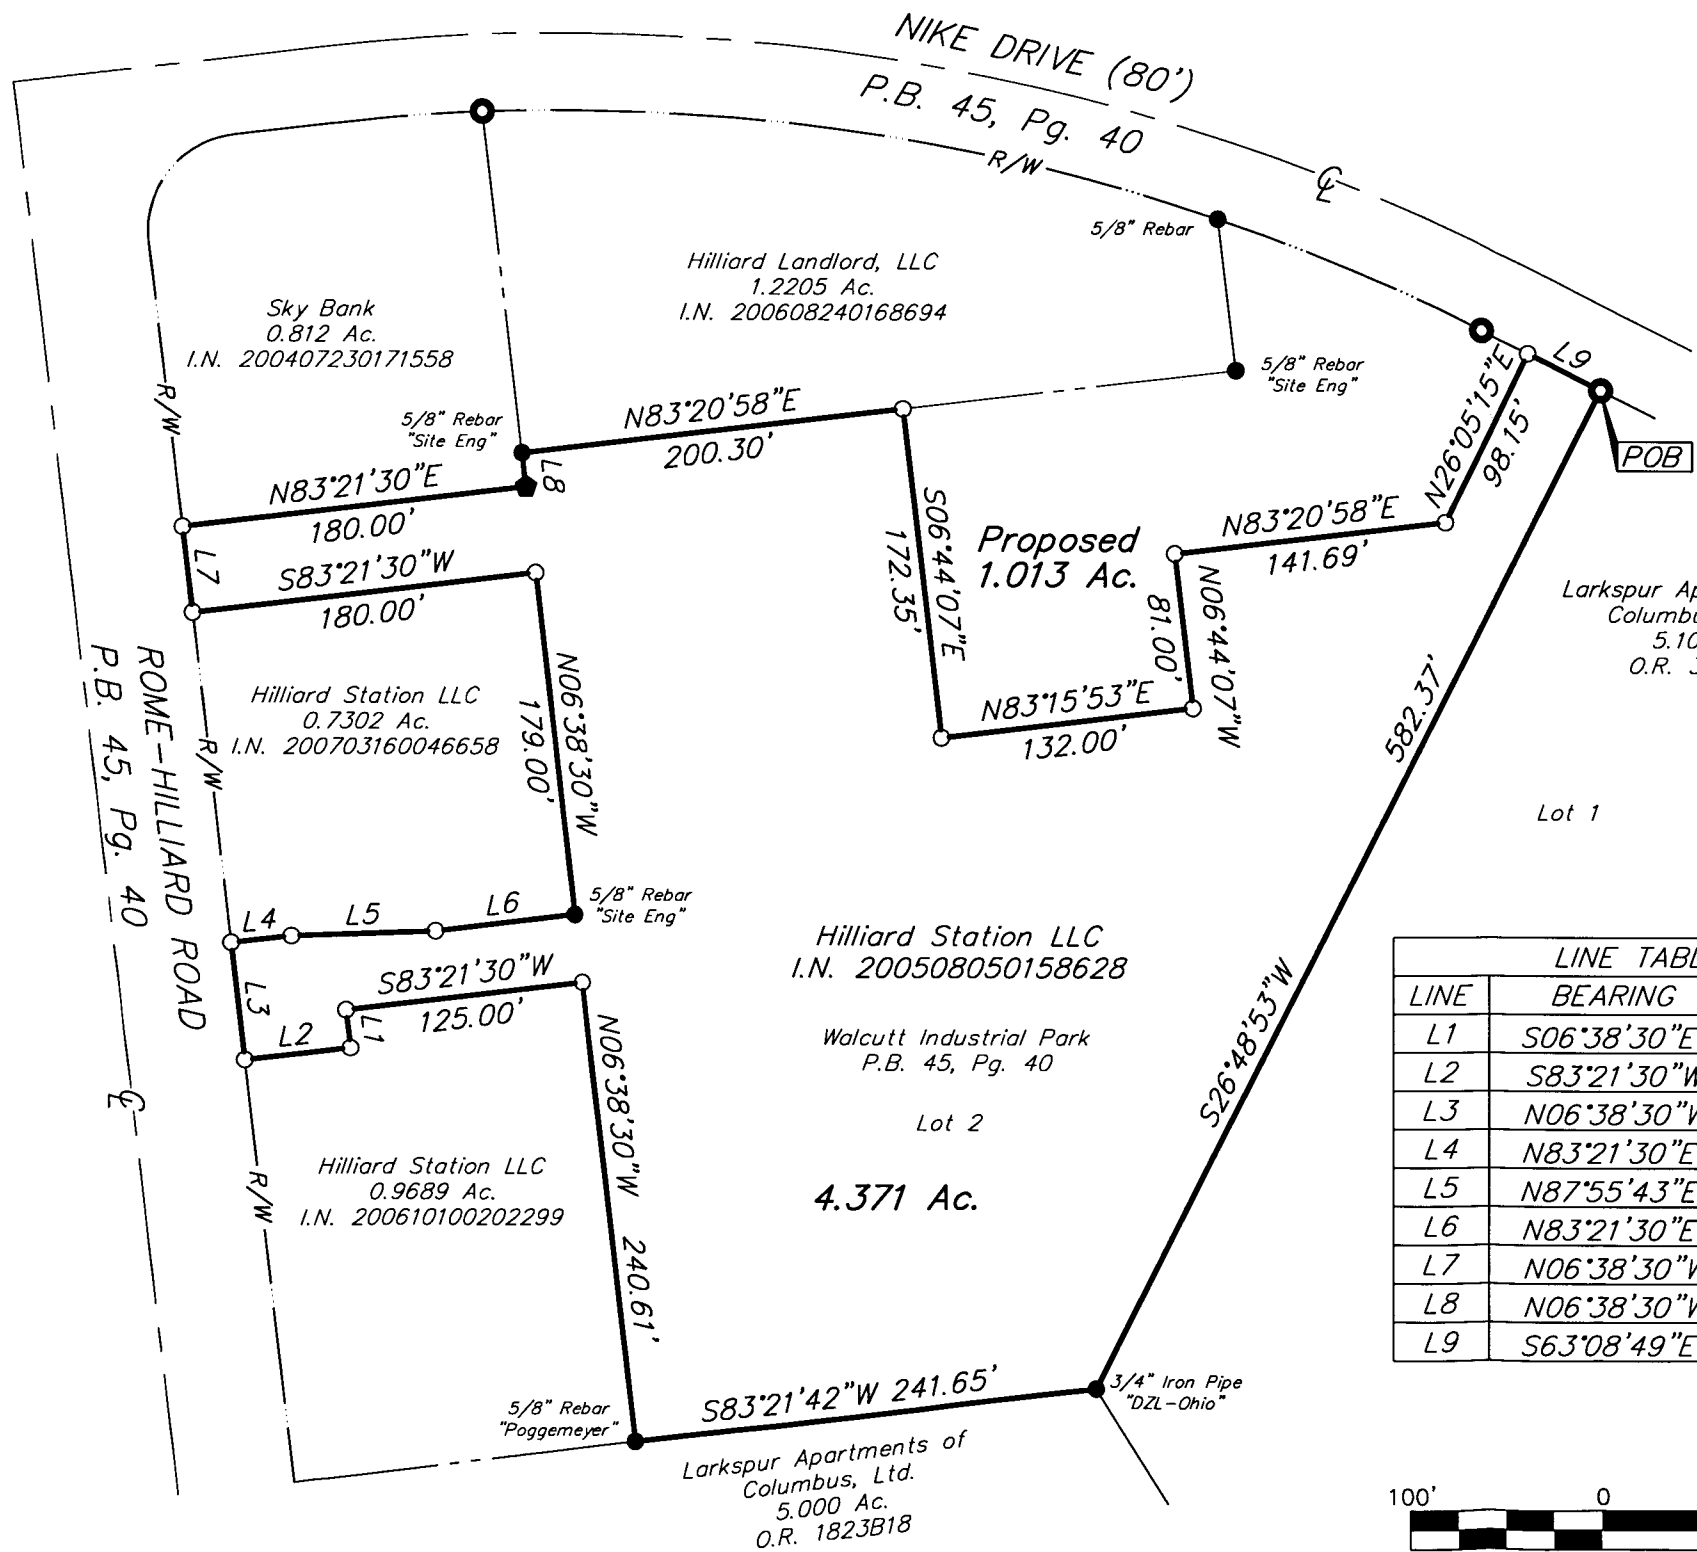 NIKE DRIVE (80')
P.B. 45, Pg. 40
R/W
℄
5/8" Rebar
Hilliard Landlord, LLC
1.2205 Ac.
I.N. 200608240168694
Sky Bank
0.812 Ac.
I.N. 200407230171558
R/W
5/8" Rebar
"Site Eng"
5/8" Rebar
"Site Eng"
L9
POB
N26°05'15"E
98.15'
N83°20'58"E
200.30'
L8
N83°21'30"E
180.00'
L7
S83°21'30"W
180.00'
S06°44'07"E
172.35'
Proposed
1.013 Ac.
N83°20'58"E
141.69'
N06°44'07"W
81.00'
N83°15'53"E
132.00'
Columbu
5.10
O.R. 3
Lot 1
582.37'
S26°48'53"W
ROME-HILLIARD ROAD
P.B. 45, Pg. 40
R/W
Hilliard Station LLC
0.7302 Ac.
I.N. 200703160046658
N06°38'30"W
179.00'
5/8" Rebar
"Site Eng"
L4
L5
L6
L3
L2
L1
S83°21'30"W
125.00'
Hilliard Station LLC
I.N. 200508050158628
Walcutt Industrial Park
P.B. 45, Pg. 40
Lot 2
4.371 Ac.
℄
R/W
Hilliard Station LLC
0.9689 Ac.
I.N. 200610100202299
N06°38'30"W 240.61'
5/8" Rebar
"Poggemeyer"
S83°21'42"W 241.65'
3/4" Iron Pipe
"DZL-Ohio"
Larkspur Apartments of
Columbus, Ltd.
5.000 Ac.
O.R. 1823B18
Larkspur Ap
LINE TABL
LINE BEARING
L1 S06°38'30"E
L2 S83°21'30"W
L3 N06°38'30"W
L4 N83°21'30"E
L5 N87°55'43"E
L6 N83°21'30"E
L7 N06°38'30"W
L8 N06°38'30"W
L9 S63°08'49"E
100' 0